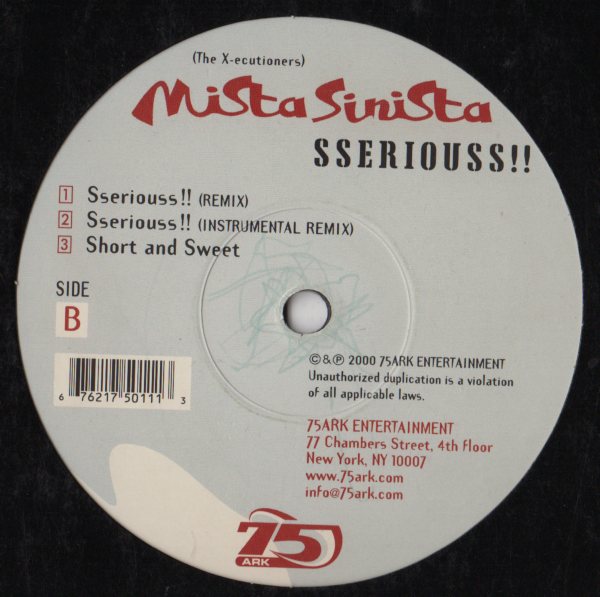 (The X-ecutioners)
Mista Sinista
SSERIOUSS!!
1 Sseriouss!! (REMIX)
2 Sseriouss!! (INSTRUMENTAL REMIX)
3 Short and Sweet
SIDE
B
6 76217 50111 3
©&℗ 2000 75ARK ENTERTAINMENT
Unauthorized duplication is a violation
of all applicable laws.
75ARK ENTERTAINMENT
77 Chambers Street, 4th Floor
New York, NY 10007
www.75ark.com
info@75ark.com
75
ARK